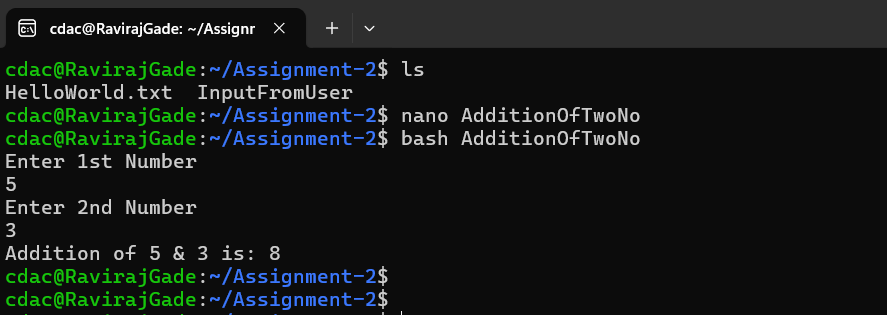 cdac@RavirajGade: ~/Assignr
cdac@RavirajGade:~/Assignment-2$ ls
HelloWorld.txt  InputFromUser
cdac@RavirajGade:~/Assignment-2$ nano AdditionOfTwoNo
cdac@RavirajGade:~/Assignment-2$ bash AdditionOfTwoNo
Enter 1st Number
5
Enter 2nd Number
3
Addition of 5 & 3 is: 8
cdac@RavirajGade:~/Assignment-2$
cdac@RavirajGade:~/Assignment-2$